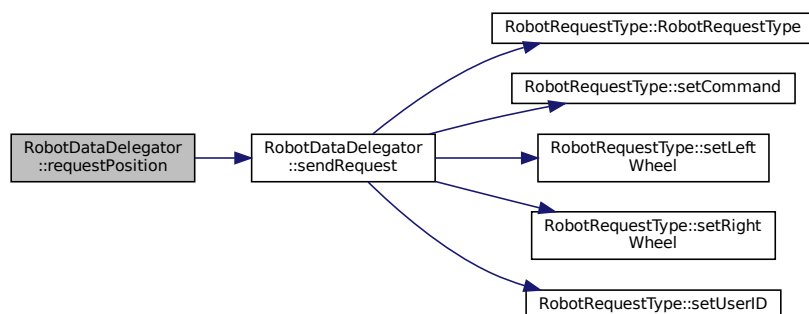 RobotDataDelegator
::requestPosition
RobotDataDelegator
::sendRequest
RobotRequestType::RobotRequestType
RobotRequestType::setCommand
RobotRequestType::setLeft
Wheel
RobotRequestType::setRight
Wheel
RobotRequestType::setUserID